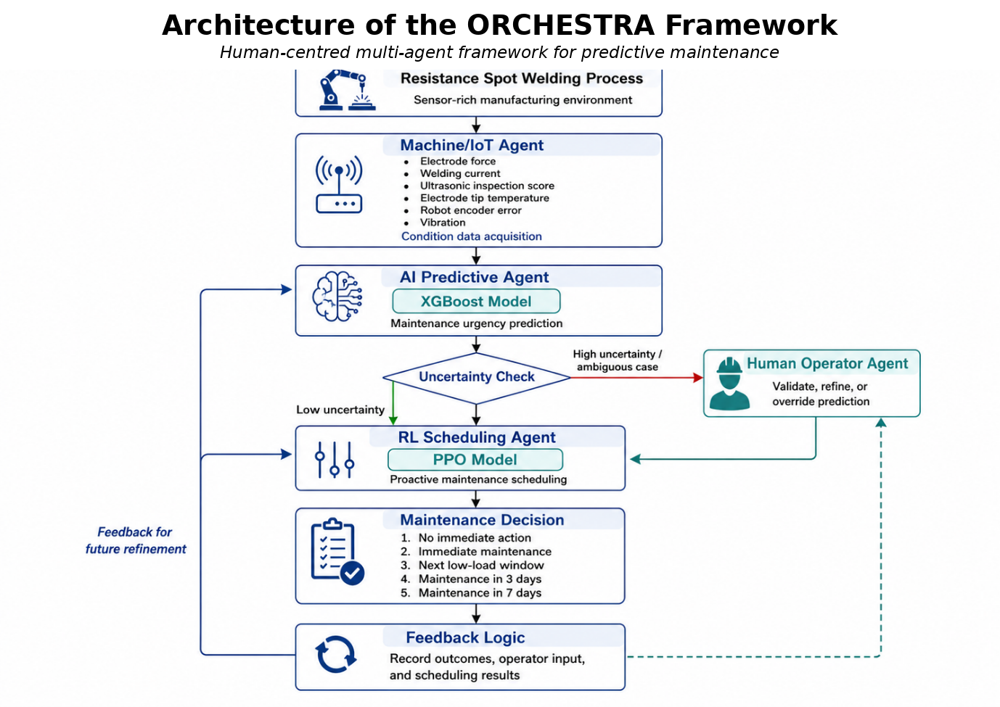 Architecture of the ORCHESTRA Framework
Human-centred multi-agent framework for predictive maintenance
Resistance Spot Welding Process
Sensor-rich manufacturing environment
Machine/IoT Agent
• Electrode force
• Welding current
• Ultrasonic inspection score
• Electrode tip temperature
• Robot encoder error
• Vibration
Condition data acquisition
AI Predictive Agent
XGBoost Model
Maintenance urgency prediction
Uncertainty Check
High uncertainty /
ambiguous case
Human Operator Agent
Validate, refine, or
override prediction
Low uncertainty
RL Scheduling Agent
PPO Model
Proactive maintenance scheduling
Maintenance Decision
1. No immediate action
2. Immediate maintenance
3. Next low-load window
4. Maintenance in 3 days
5. Maintenance in 7 days
Feedback for
future refinement
Feedback Logic
Record outcomes, operator input,
and scheduling results